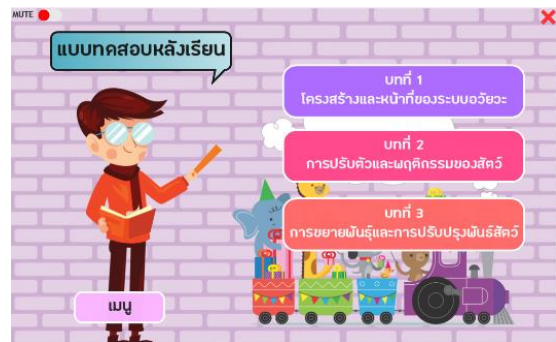 MUTE
แบบทดสอบหลังเรียน
บทที่ 1
โครงสร้างและหน้าที่ของระบบอวัยวะ
บทที่ 2
การปรับตัวและพฤติกรรมของสัตว์
บทที่ 3
การขยายพันธุ์และการปรับปรุงพันธ์สัตว์
เมนู